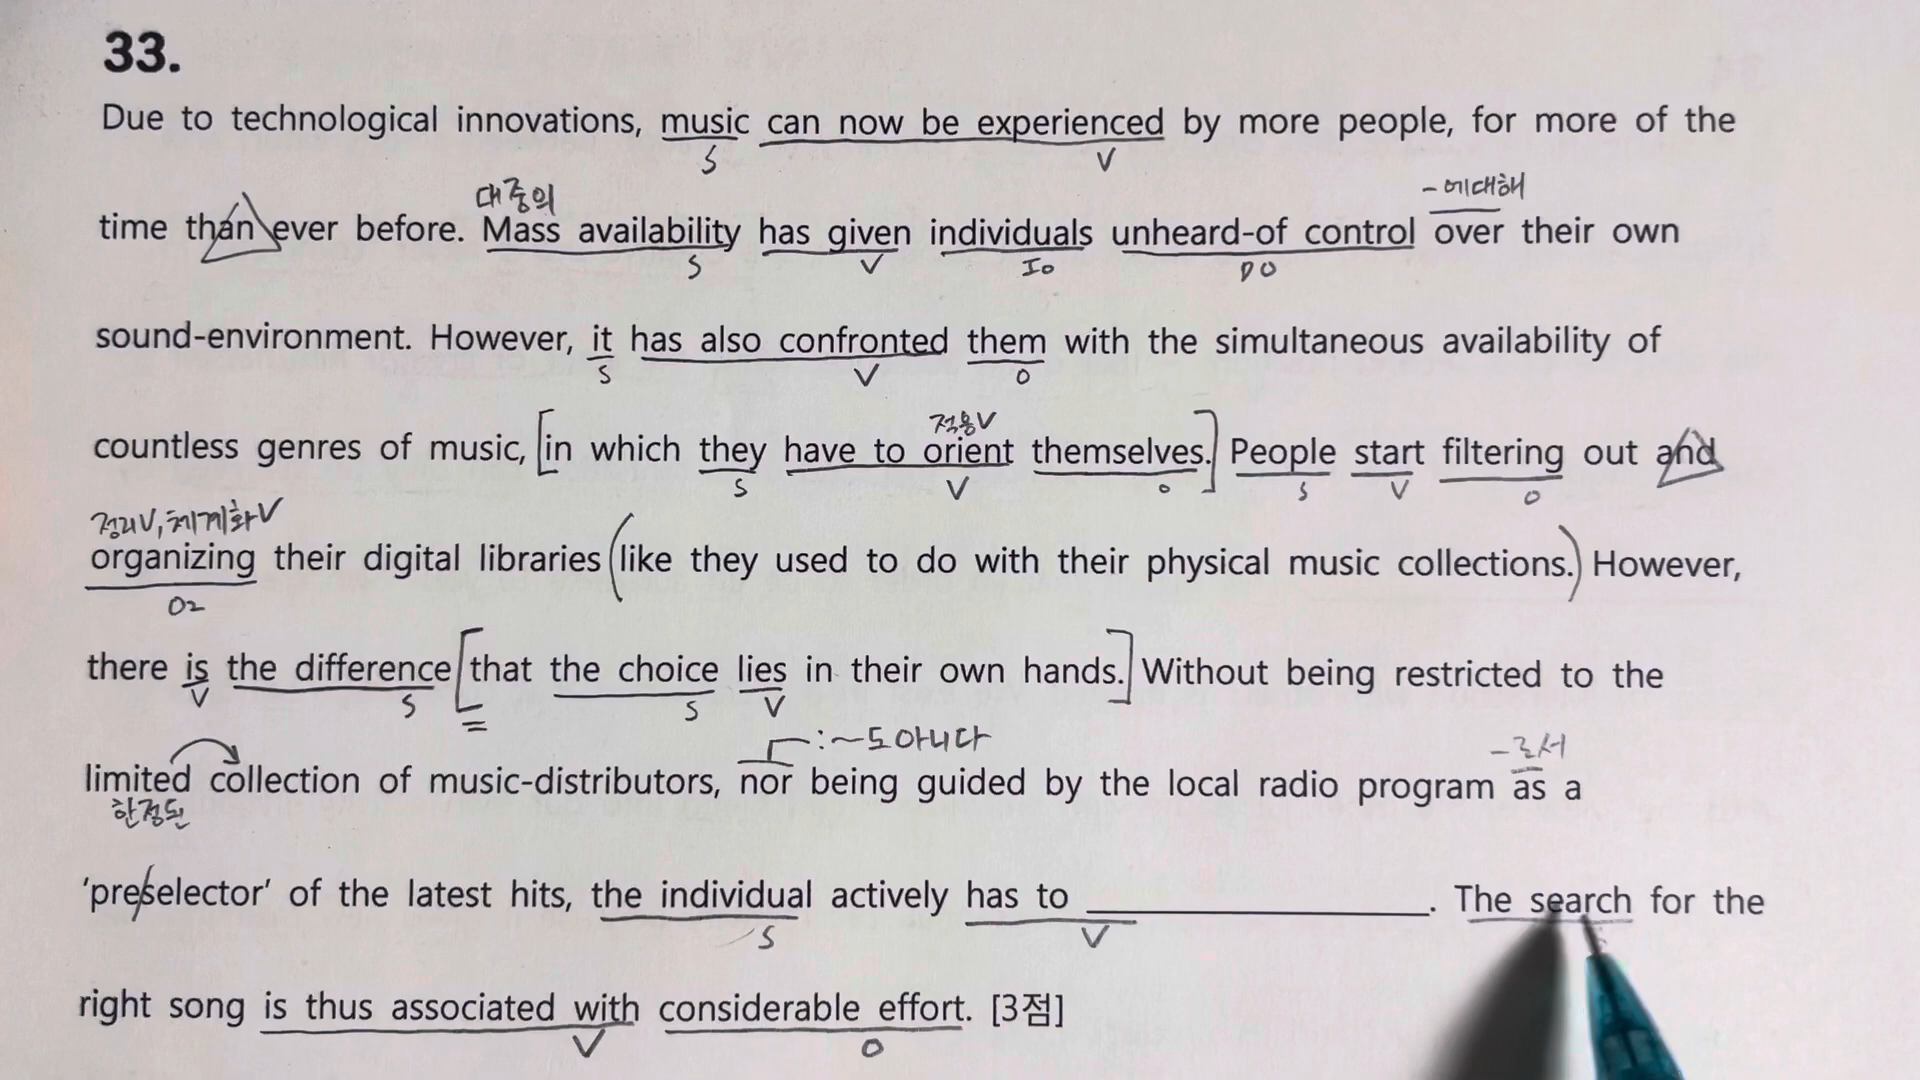 33.
Due to technological innovations, music can now be experienced by more people, for more of the
S V
대중의 -에대해
time than ever before. Mass availability has given individuals unheard-of control over their own
S V IO DO
sound-environment. However, it has also confronted them with the simultaneous availability of
S V O
적응V
countless genres of music, [in which they have to orient themselves.] People start filtering out and
S V O S V O
정리V, 체계화V
organizing their digital libraries (like they used to do with their physical music collections.) However,
O2
there is the difference [that the choice lies in their own hands.] Without being restricted to the
V S S V
:~도아니다 -로서
limited collection of music-distributors, nor being guided by the local radio program as a
한정된
'preselector' of the latest hits, the individual actively has to ____________. The search for the
S V
right song is thus associated with considerable effort. [3점]
V O